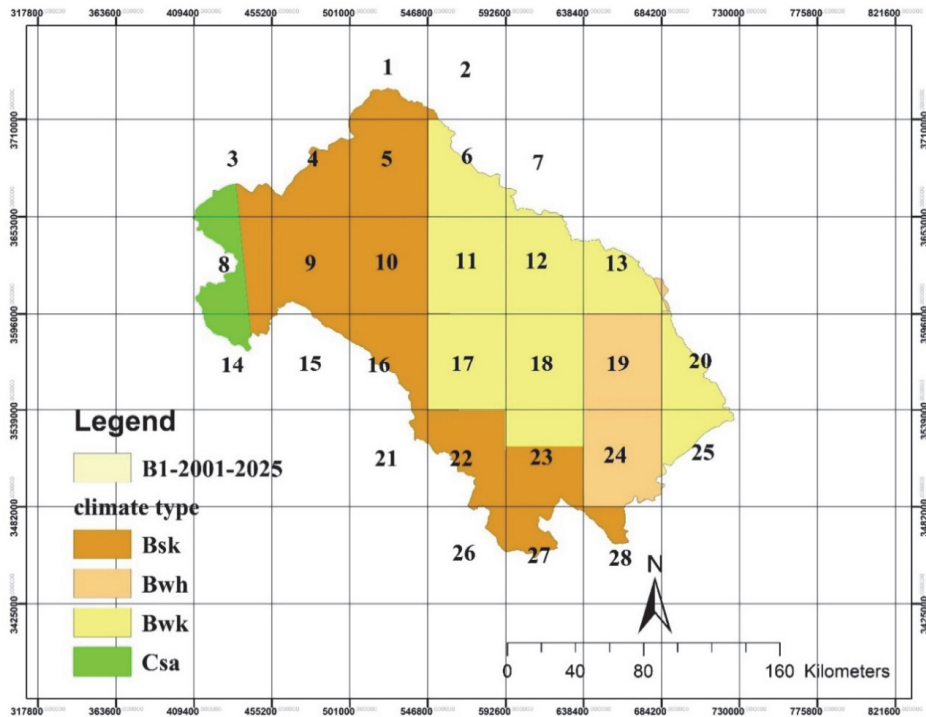 317800 363600 409400 455200 501000 546800 592600 638400 684200 730000 775800 821600
1 2
3710000 3710000
3 4 5 6 7
3653000 3653000
8 9 10 11 12 13
3596000 3596000
14 15 16 17 18 19 20
3539000 3539000
Legend
B1-2001-2025
21 22 23 24 25
climate type
3482000 3482000
Bsk
26 27 28
N
Bwh
3425000 3425000
Bwk
Csa
0 40 80 160 Kilometers
317800 363600 409400 455200 501000 546800 592600 638400 684200 730000 775800 821600